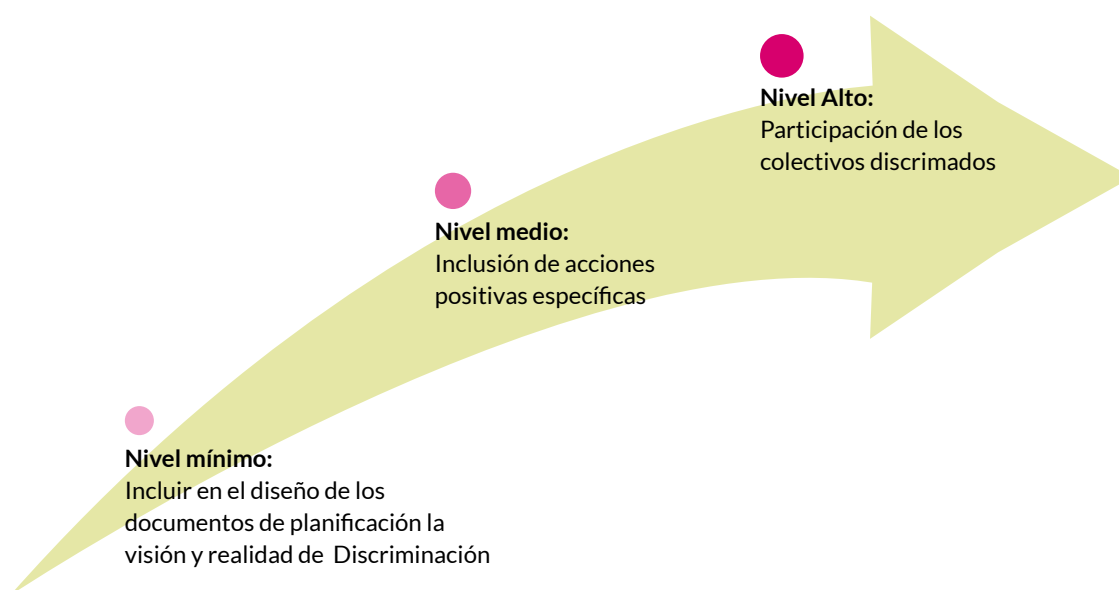 Nivel Alto:
Participación de los
colectivos discrimados
Nivel medio:
Inclusión de acciones
positivas específicas
Nivel mínimo:
Incluir en el diseño de los
documentos de planificación la
visión y realidad de Discriminación